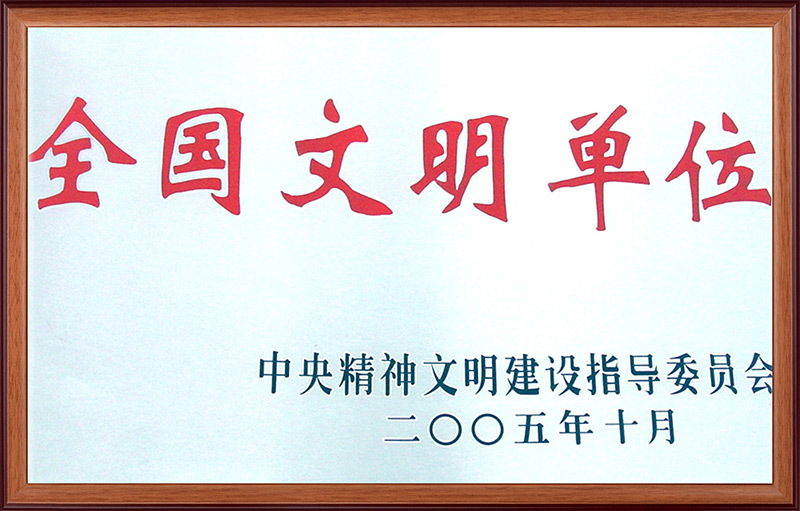 全国文明单位
中央精神文明建设指导委员会
二〇〇五年十月